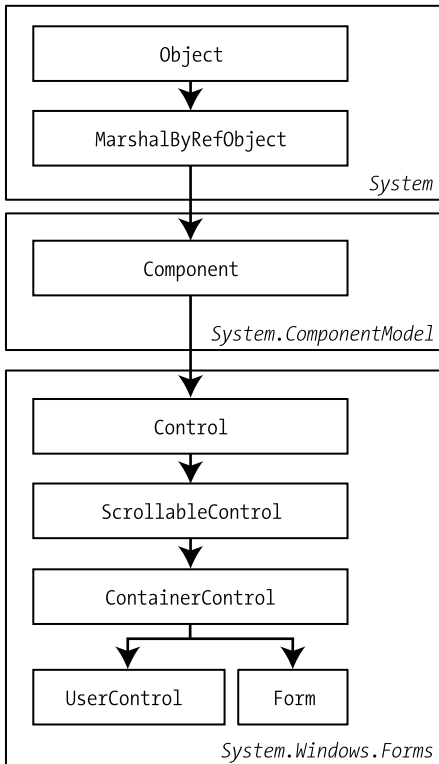 Object
MarshalByRefObject
System
Component
System.ComponentModel
Control
ScrollableControl
ContainerControl
UserControl
Form
System.Windows.Forms